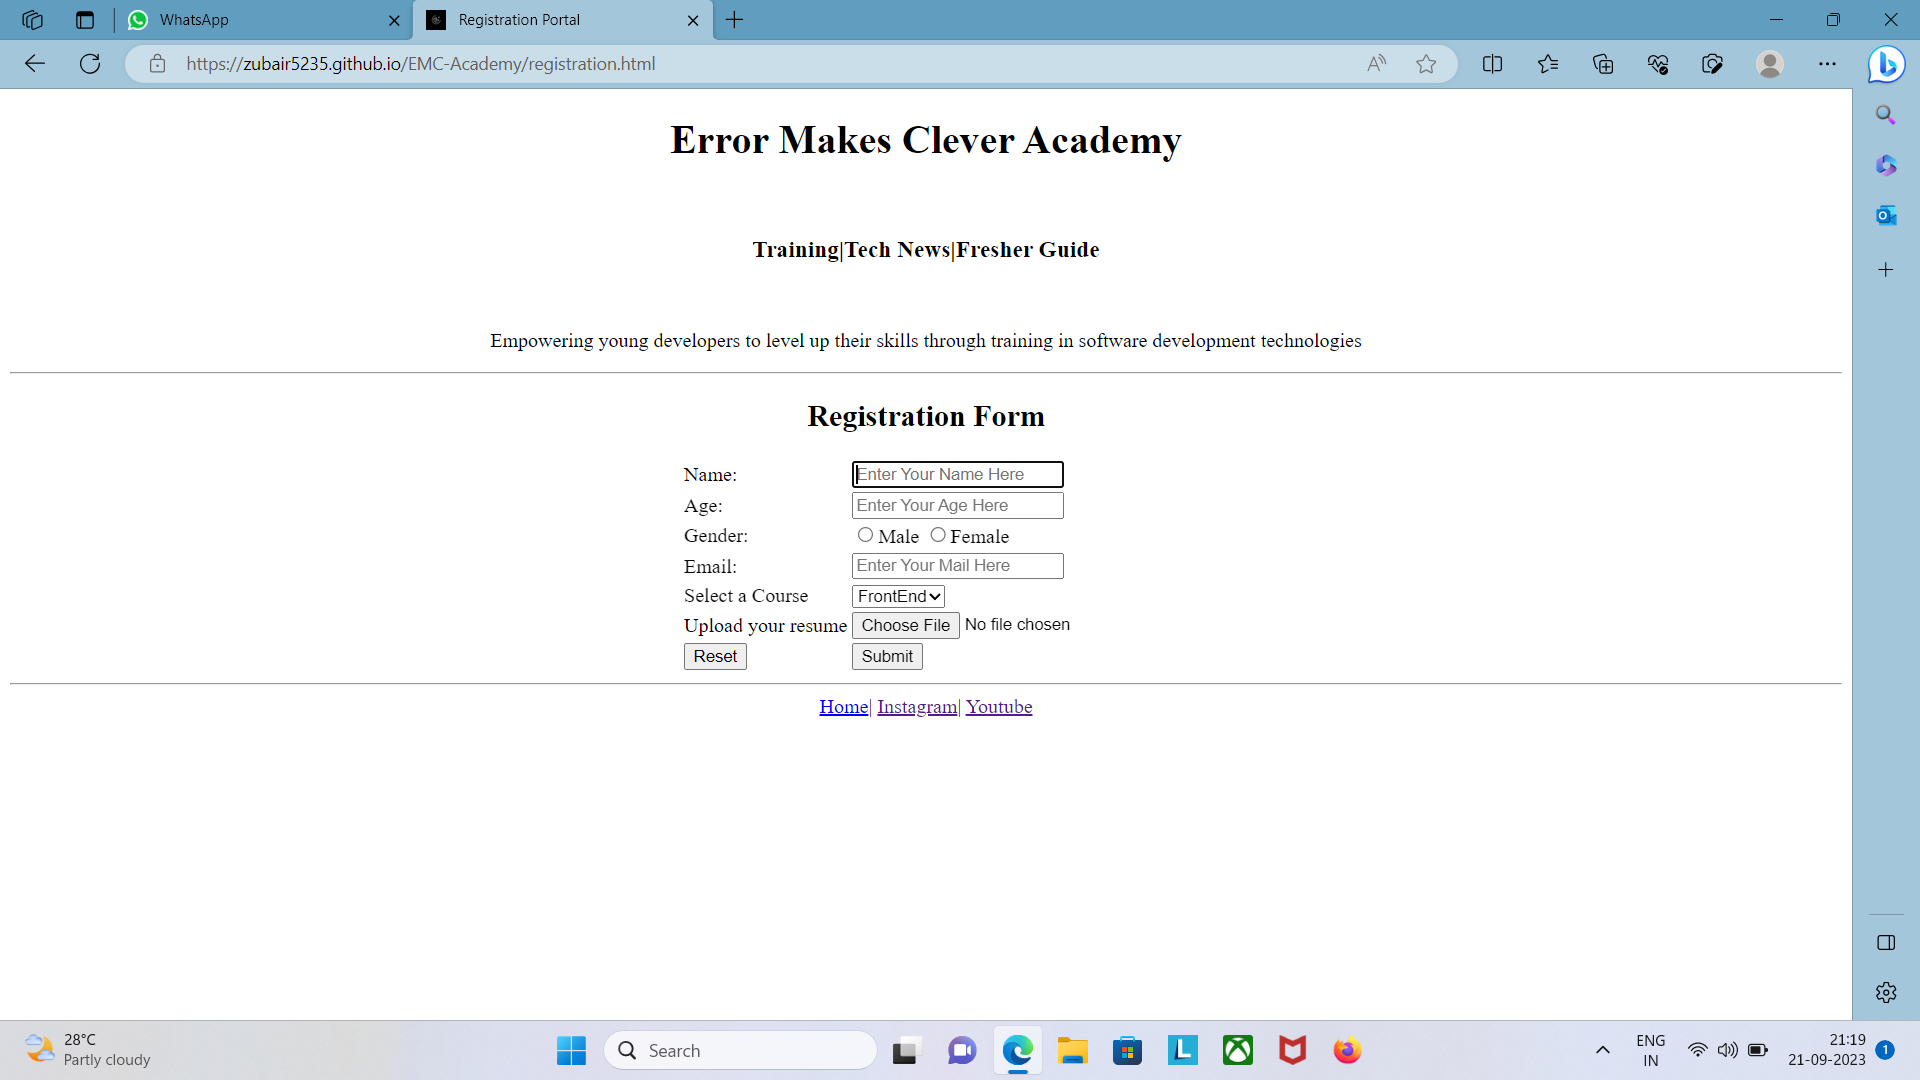 WhatsApp
Registration Portal
https://zubair5235.github.io/EMC-Academy/registration.html
Error Makes Clever Academy
Training|Tech News|Fresher Guide
Empowering young developers to level up their skills through training in software development technologies
Registration Form
Name: Enter Your Name Here
Age: Enter Your Age Here
Gender: Male Female
Email: Enter Your Mail Here
Select a Course FrontEnd
Upload your resume Choose File No file chosen
Reset Submit
Home| Instagram| Youtube
28°C
Partly cloudy
Search
ENG
IN
21:19
21-09-2023
1